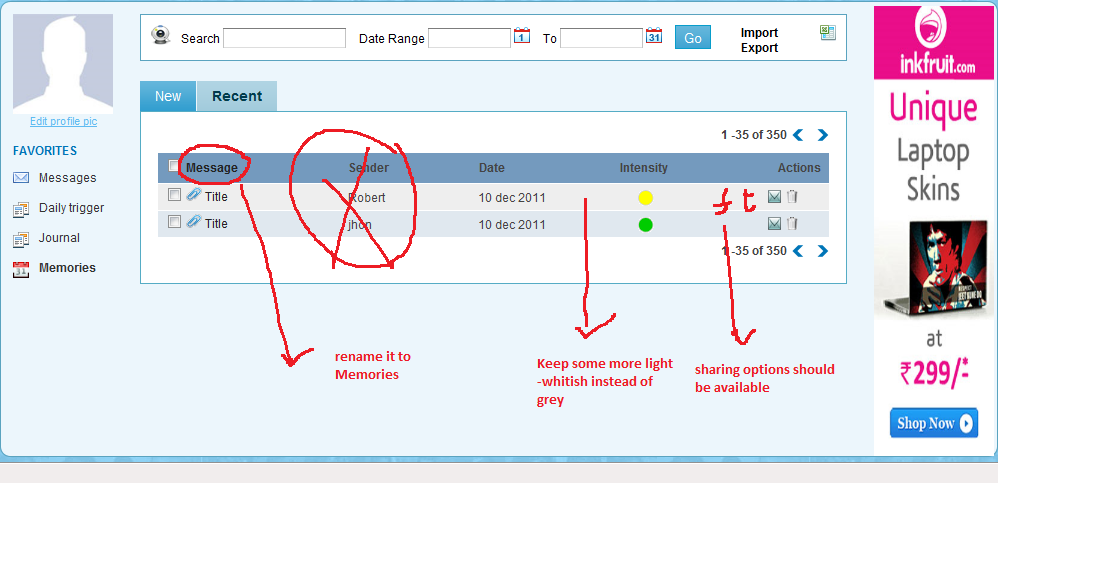 Search Date Range 1 To 31 Go Import
Export
Edit profile pic
New Recent
FAVORITES
Messages
Daily trigger
Journal
31 Memories
1 -35 of 350
Message Sender Date Intensity Actions
Title Robert 10 dec 2011 f t
Title jhon 10 dec 2011
1 -35 of 350
rename it to
Memories
Keep some more light
-whitish instead of
grey
sharing options should
be available
inkfruit.com
Unique
Laptop
Skins
at
₹299/-*
Shop Now